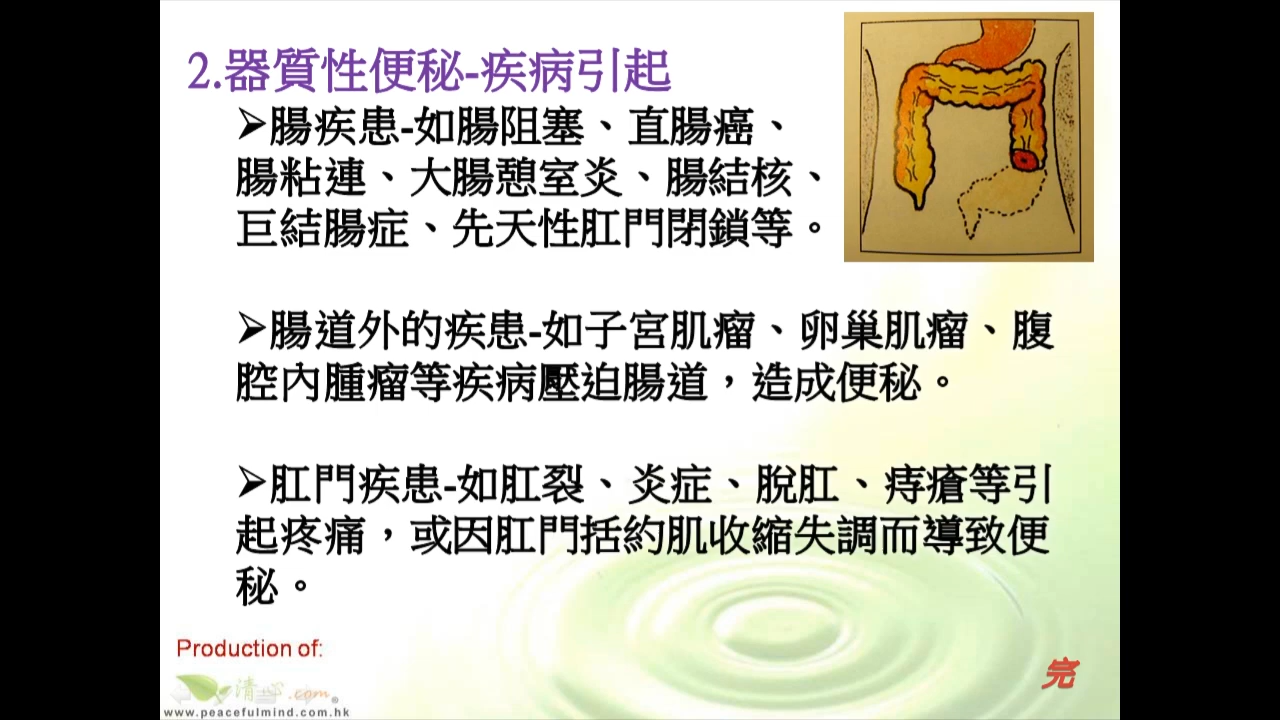 2.器質性便秘-疾病引起
➢腸疾患-如腸阻塞、直腸癌、
腸粘連、大腸憩室炎、腸結核、
巨結腸症、先天性肛門閉鎖等。
➢腸道外的疾患-如子宮肌瘤、卵巢肌瘤、腹
腔內腫瘤等疾病壓迫腸道，造成便秘。
➢肛門疾患-如肛裂、炎症、脫肛、痔瘡等引
起疼痛，或因肛門括約肌收縮失調而導致便
秘。
Production of:
清心.com®
www.peacefulmind.com.hk
完